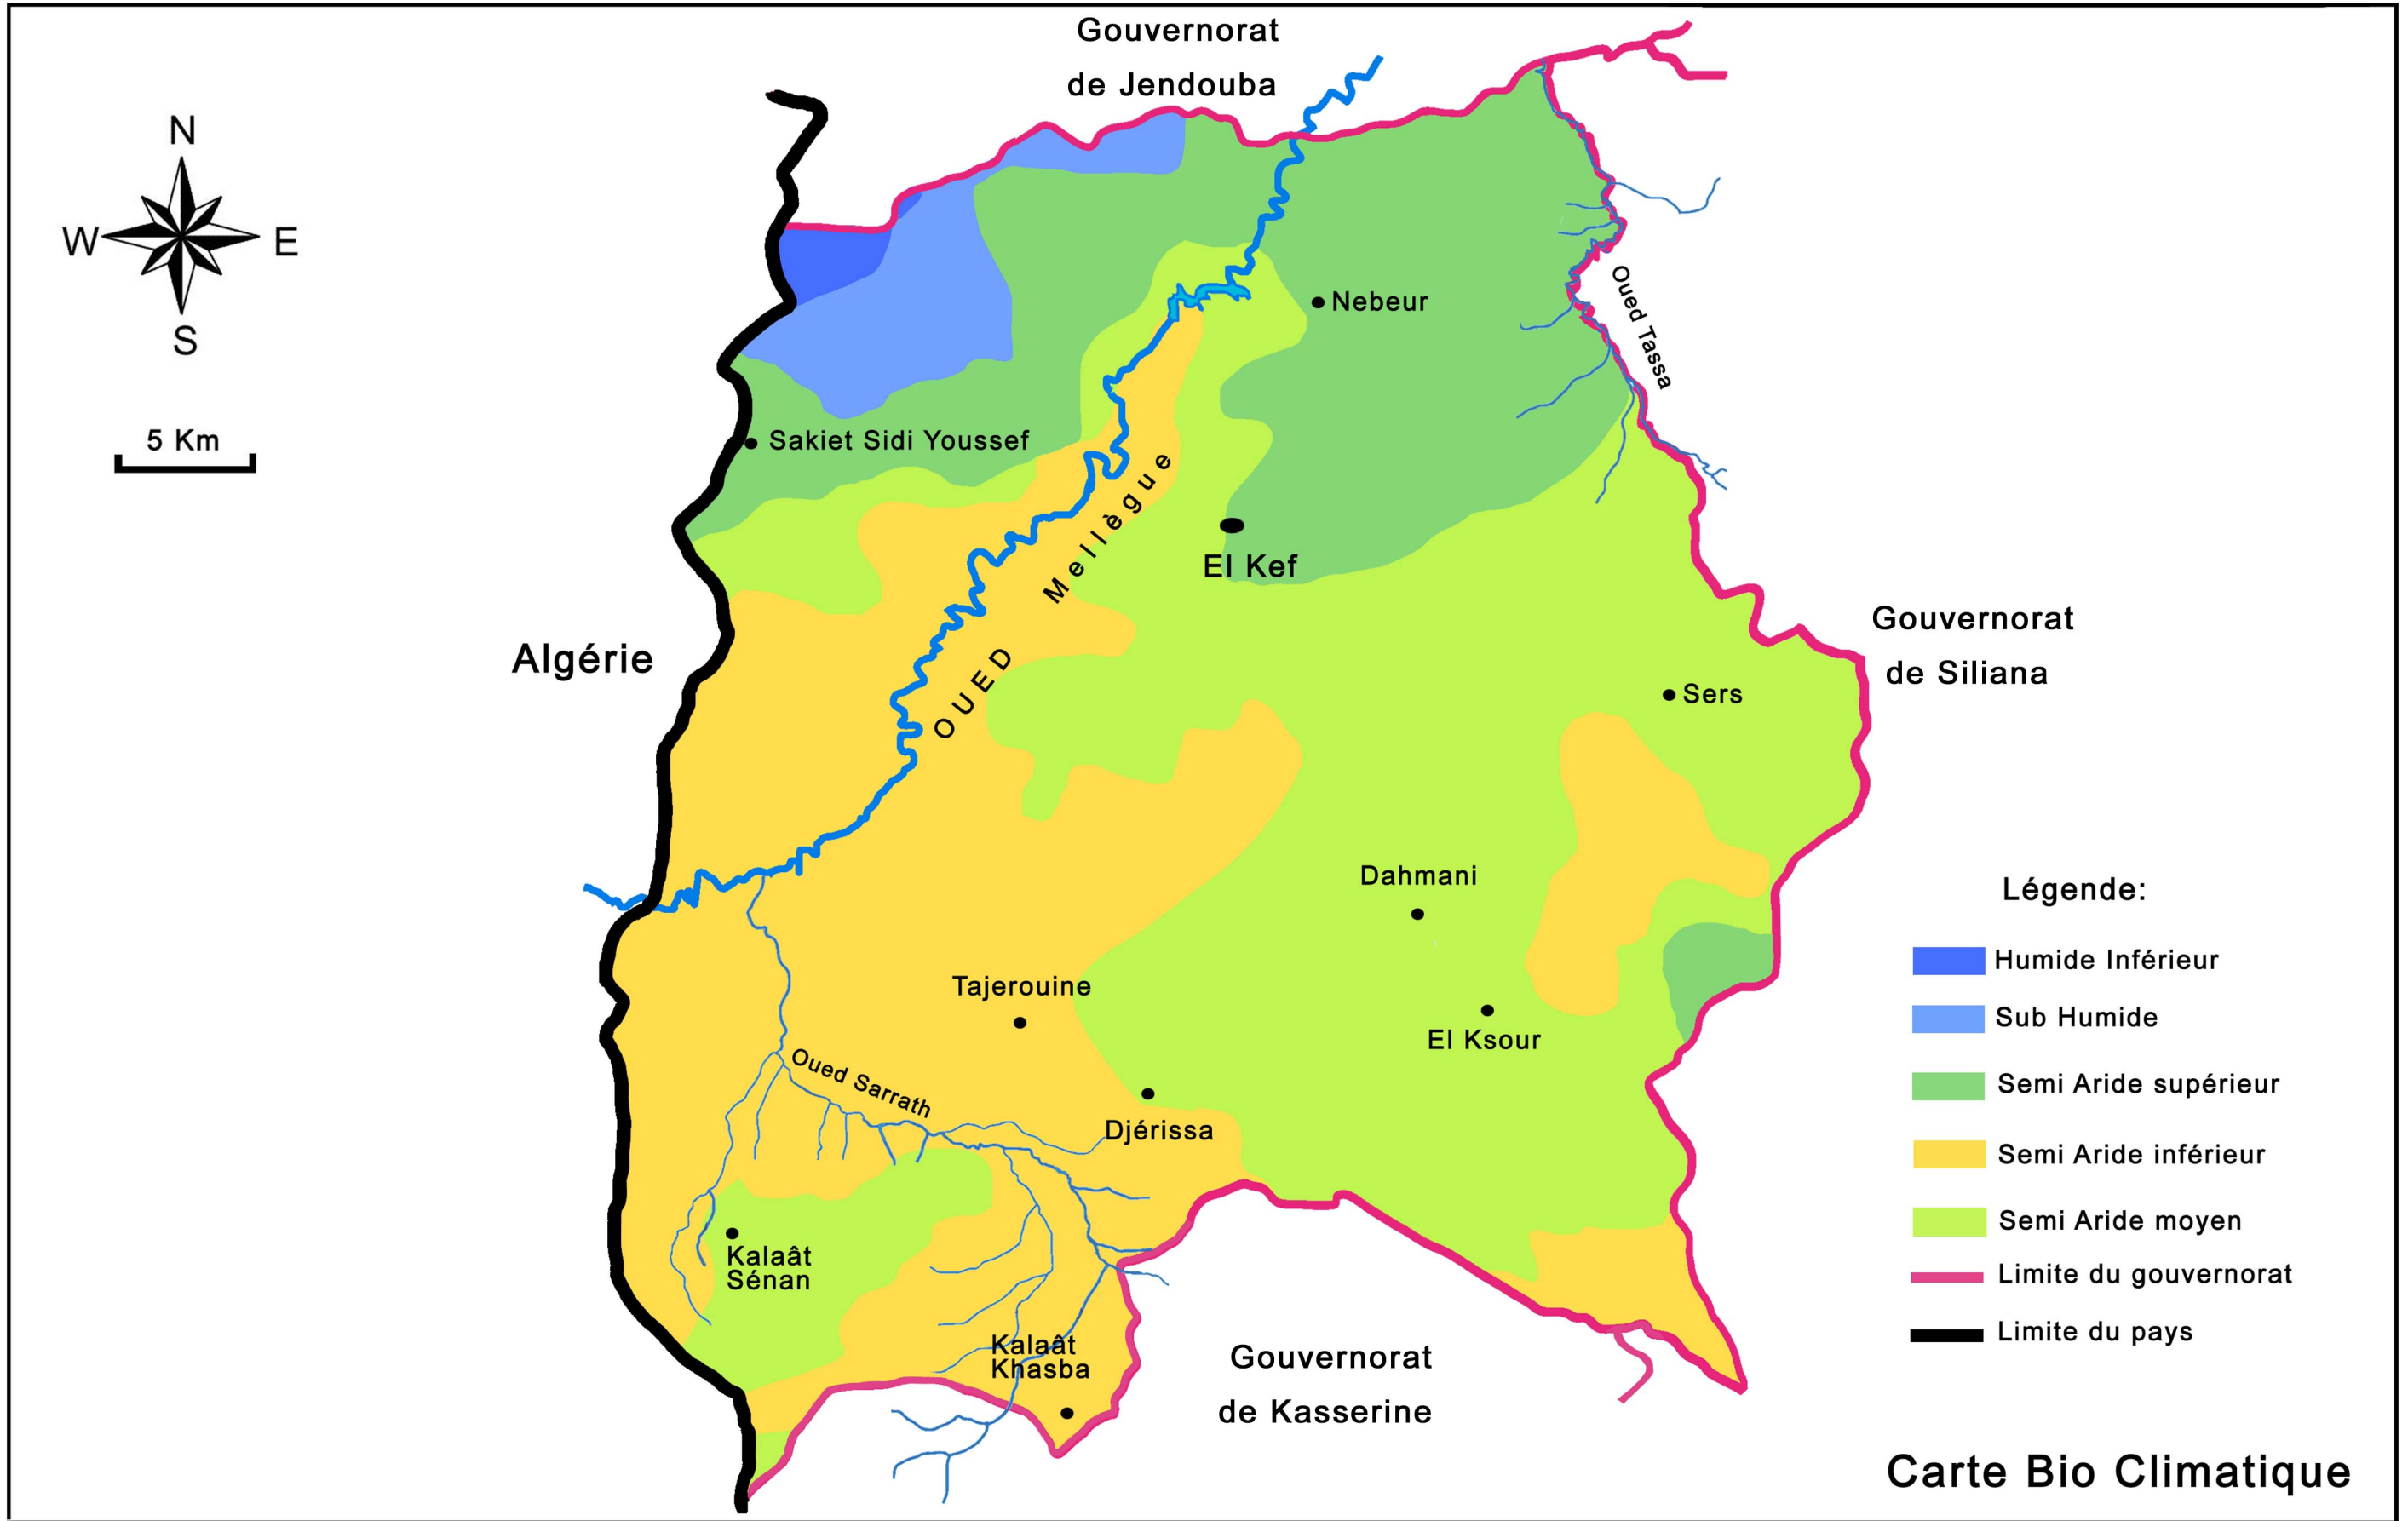 Gouvernorat
de Jendouba
N
W
E
S
5 Km
Nebeur
Oued Tassa
Sakiet Sidi Youssef
OUED Mellègue
El Kef
Algérie
Gouvernorat
de Siliana
Sers
Dahmani
Tajerouine
El Ksour
Oued Sarrath
Djérissa
Kalaât
Sénan
Kalaât
Khasba
Gouvernorat
de Kasserine
Légende:
Humide Inférieur
Sub Humide
Semi Aride supérieur
Semi Aride inférieur
Semi Aride moyen
Limite du gouvernorat
Limite du pays
Carte Bio Climatique